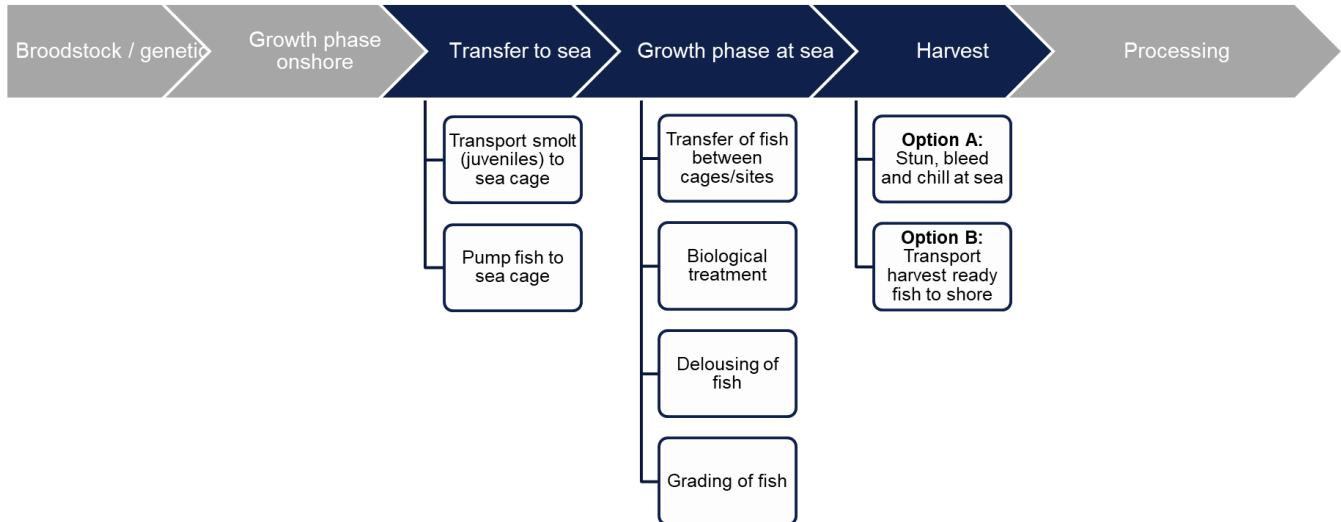 Broodstock / genetic
Growth phase
onshore
Transfer to sea
Growth phase at sea
Harvest
Processing
Transport smolt
(juveniles) to
sea cage
Pump fish to
sea cage
Transfer of fish
between
cages/sites
Biological
treatment
Delousing of
fish
Grading of fish
Option A:
Stun, bleed
and chill at sea
Option B:
Transport
harvest ready
fish to shore